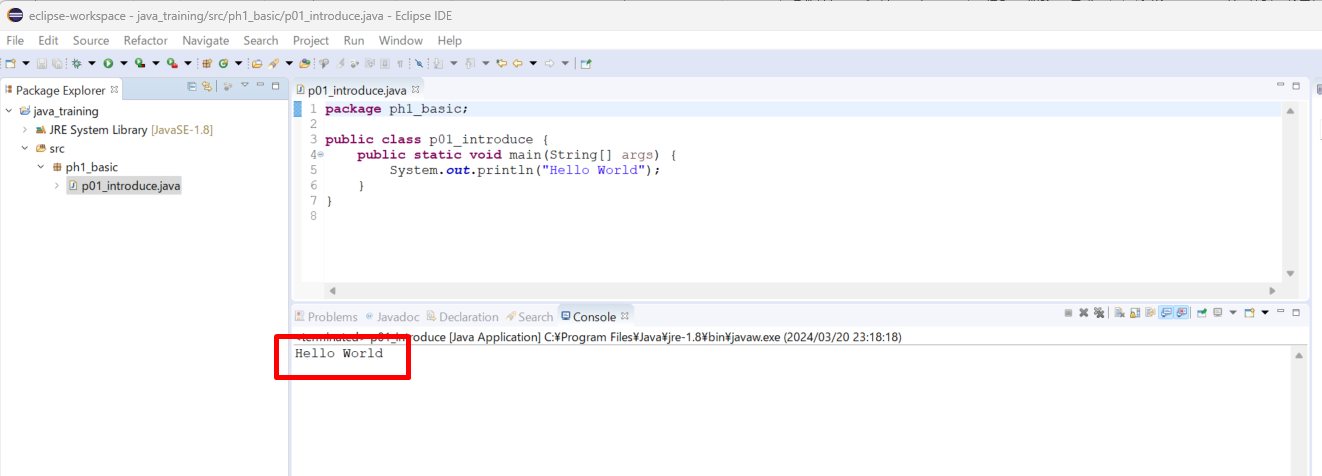 eclipse-workspace - java_training/src/ph1_basic/p01_introduce.java - Eclipse IDE
File Edit Source Refactor Navigate Search Project Run Window Help
Package Explorer
java_training
JRE System Library [JavaSE-1.8]
src
ph1_basic
p01_introduce.java
p01_introduce.java
1 package ph1_basic;
2
3 public class p01_introduce {
4 public static void main(String[] args) {
5 System.out.println("Hello World");
6 }
7 }
8
Problems Javadoc Declaration Search Console
<terminated> p01_introduce [Java Application] C:¥Program Files¥Java¥jre-1.8¥bin¥javaw.exe (2024/03/20 23:18:18)
Hello World